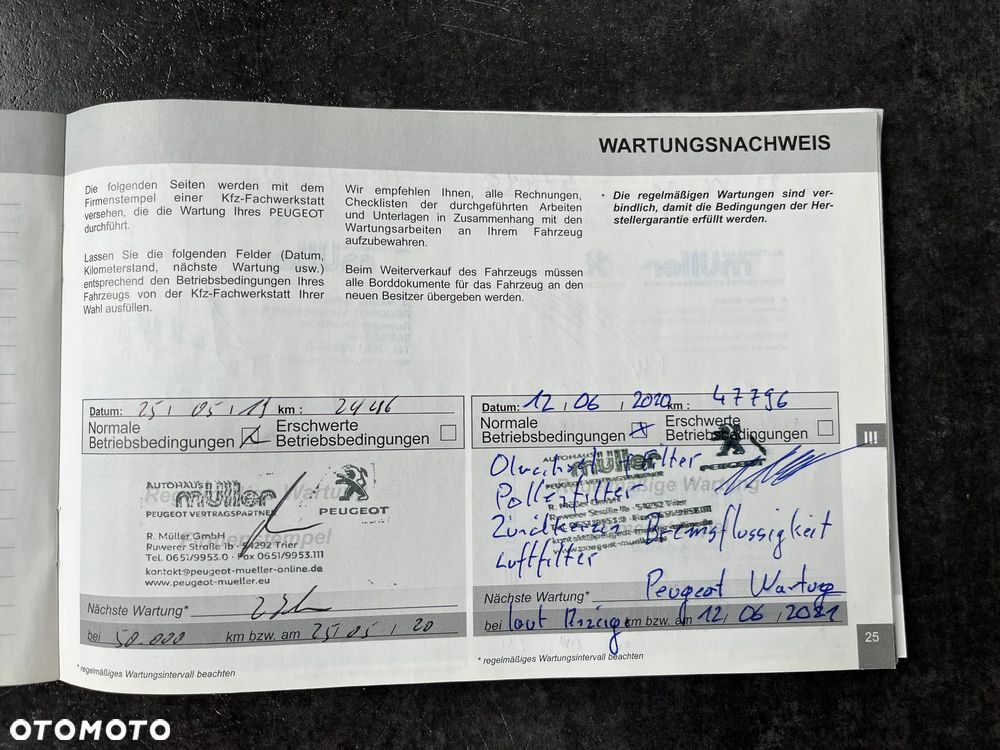 WARTUNGSNACHWEIS
Die folgenden Seiten werden mit dem
Firmenstempel einer Kfz-Fachwerkstatt
versehen, die die Wartung Ihres PEUGEOT
durchführt.
Lassen Sie die folgenden Felder (Datum,
Kilometerstand, nächste Wartung usw.)
entsprechend den Betriebsbedingungen Ihres
Fahrzeugs von der Kfz-Fachwerkstatt Ihrer
Wahl ausfüllen.
Wir empfehlen Ihnen, alle Rechnungen,
Checklisten der durchgeführten Arbeiten
und Unterlagen in Zusammenhang mit den
Wartungsarbeiten an Ihrem Fahrzeug
aufzubewahren.
Beim Weiterverkauf des Fahrzeugs müssen
alle Borddokumente für das Fahrzeug an den
neuen Besitzer übergeben werden.
• Die regelmäßigen Wartungen sind ver-
bindlich, damit die Bedingungen der Her-
stellergarantie erfüllt werden.
Datum: 25 / 05 / 19 km :
Normale
Betriebsbedingungen
Erschwerte
Betriebsbedingungen
AUTOHAUS
müller
PEUGEOT VERTRAGSPARTNER
PEUGEOT
R. Müller GmbH
Ruwerer Straße 1b · 54292 Trier
Tel. 0651/9953.0 · Fax 0651/9953.111
kontakt@peugeot-mueller-online.de
www.peugeot-mueller.eu
Nächste Wartung*
bei 50.000 km bzw. am 25 / 05 / 20
* regelmäßiges Wartungsintervall beachten
Datum: 12 / 06 / 2020 km : 47796
Normale
Betriebsbedingungen
Erschwerte
Betriebsbedingungen
AUTOHAUS
müller
PEUGEOT
Pollenfilter
Zündkerzen Bremsflüssigkeit
Luftfilter
Nächste Wartung* Peugeot Wartung
bei laut Anzeige km bzw. am 12 / 06 / 2021
* regelmäßiges Wartungsintervall beachten
III
25
OTOMOTO